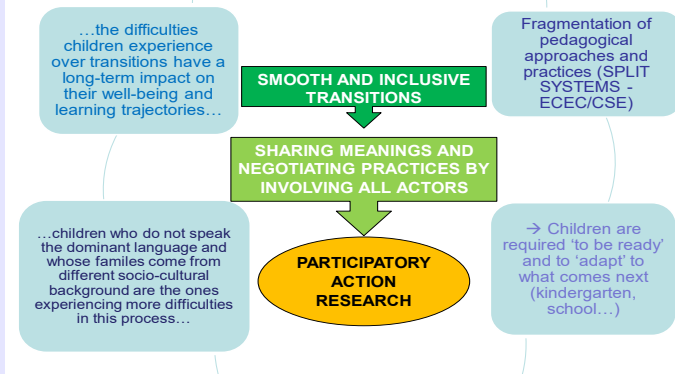 …the difficulties
children experience
over transitions have a
long-term impact on
their well-being and
learning trajectories…
Fragmentation of
pedagogical
approaches and
practices (SPLIT
SYSTEMS -
ECEC/CSE)
SMOOTH AND INCLUSIVE
TRANSITIONS
SHARING MEANINGS AND
NEGOTIATING PRACTICES BY
INVOLVING ALL ACTORS
…children who do not speak
the dominant language and
whose familes come from
different socio-cultural
background are the ones
experiencing more difficulties
in this process…
PARTICIPATORY
ACTION
RESEARCH
→ Children are
required ‘to be ready’
and to ‘adapt’ to
what comes next
(kindergarten,
school…)